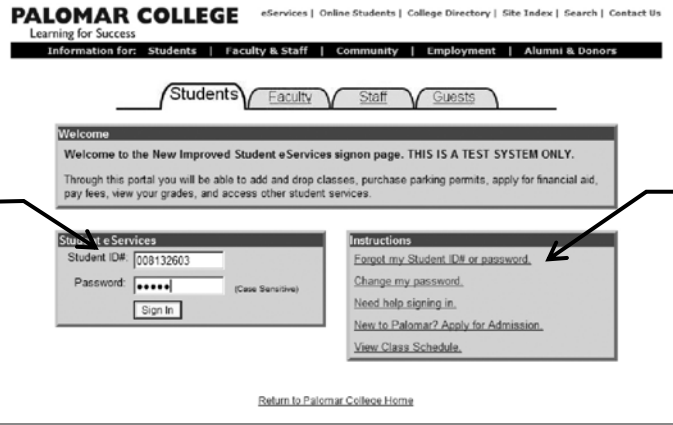 PALOMAR COLLEGE
Learning for Success
eServices | Online Students | College Directory | Site Index | Search | Contact Us
Information for: Students | Faculty & Staff | Community | Employment | Alumni & Donors
Students Faculty Staff Guests
Welcome
Welcome to the New Improved Student eServices signon page. THIS IS A TEST SYSTEM ONLY.
Through this portal you will be able to add and drop classes, purchase parking permits, apply for financial aid,
pay fees, view your grades, and access other student services.
Student eServices
Student ID#: 008132603
Password: •••••
(Case Sensitive)
Sign In
Instructions
Forgot my Student ID# or password.
Change my password.
Need help signing in.
New to Palomar? Apply for Admission.
View Class Schedule.
Return to Palomar College Home